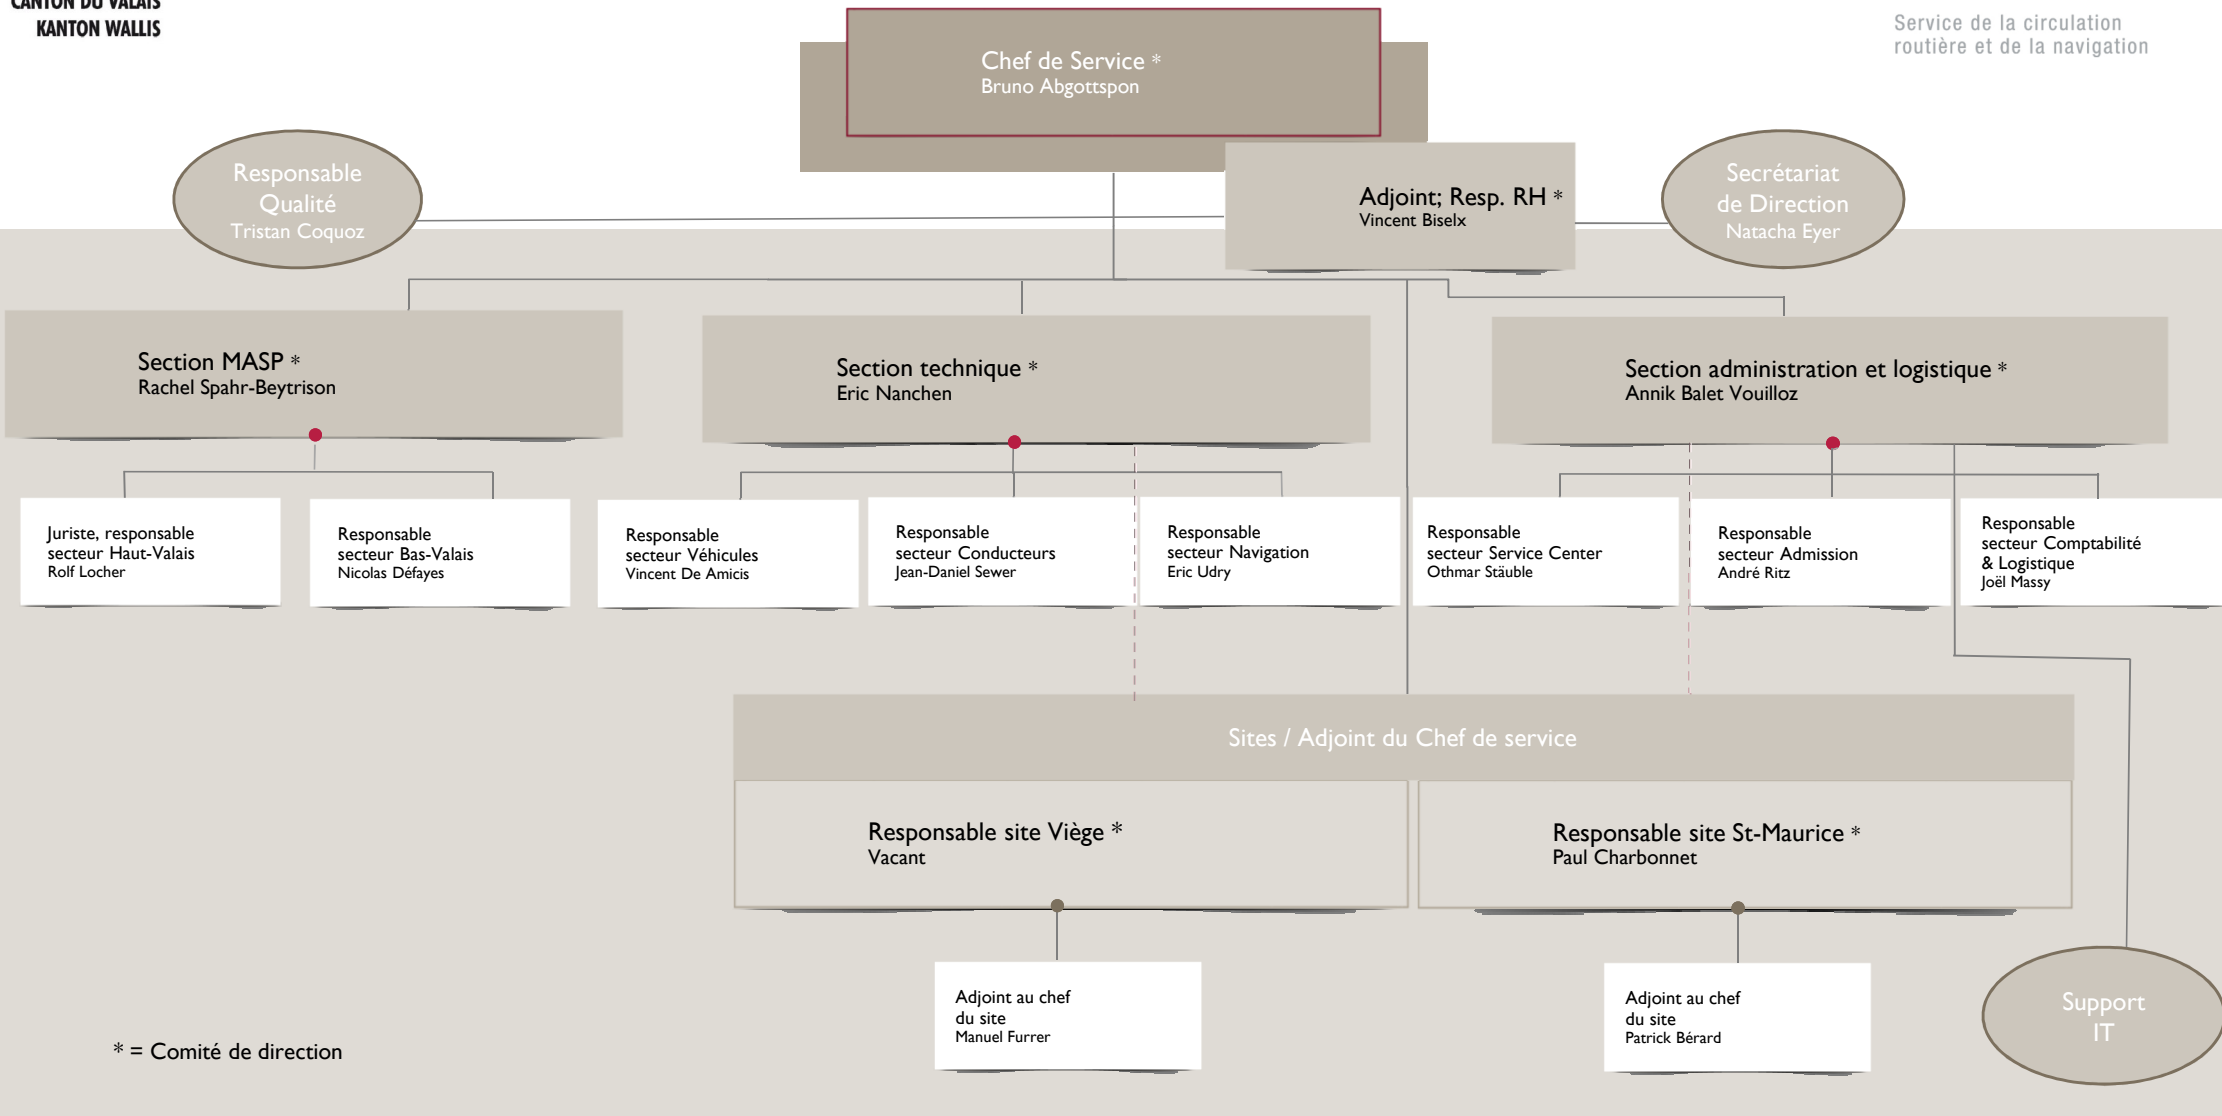 CANTON DU VALAIS
KANTON WALLIS
Service de la circulation
routière et de la navigation
Chef de Service *
Bruno Abgottspon
Responsable
Qualité
Tristan Coquoz
Adjoint; Resp. RH *
Vincent Biselx
Secrétariat
de Direction
Natacha Eyer
Section MASP *
Rachel Spahr-Beytrison
Section technique *
Eric Nanchen
Section administration et logistique *
Annik Balet Vouilloz
Juriste, responsable
secteur Haut-Valais
Rolf Locher
Responsable
secteur Bas-Valais
Nicolas Défayes
Responsable
secteur Véhicules
Vincent De Amicis
Responsable
secteur Conducteurs
Jean-Daniel Sewer
Responsable
secteur Navigation
Eric Udry
Responsable
secteur Service Center
Othmar Stäuble
Responsable
secteur Admission
André Ritz
Responsable
secteur Comptabilité
& Logistique
Joël Massy
Sites / Adjoint du Chef de service
Responsable site Viège *
Vacant
Responsable site St-Maurice *
Paul Charbonnet
Adjoint au chef
du site
Manuel Furrer
Adjoint au chef
du site
Patrick Bérard
Support
IT
* = Comité de direction